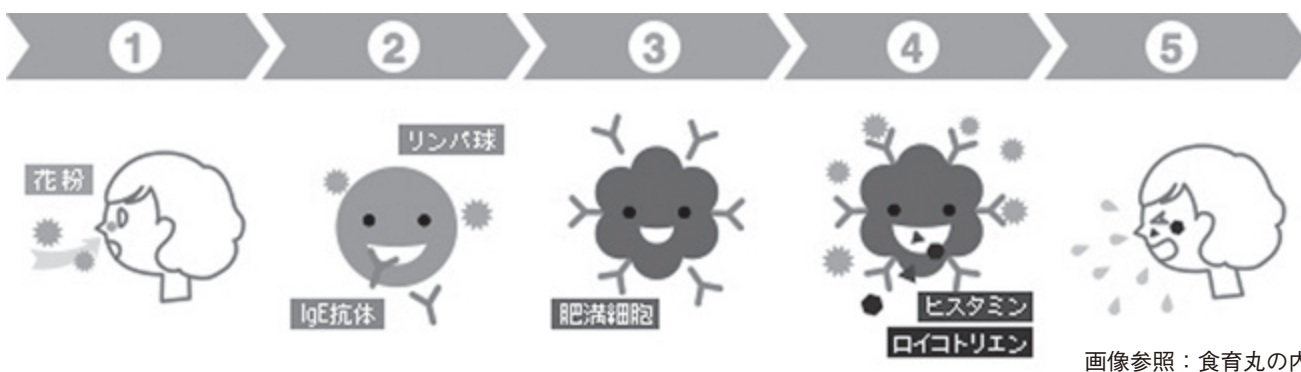 1
2
3
4
5
花粉
リンパ球
IgE抗体
肥満細胞
ヒスタミン
ロイコトリエン
画像参照:食育丸の内